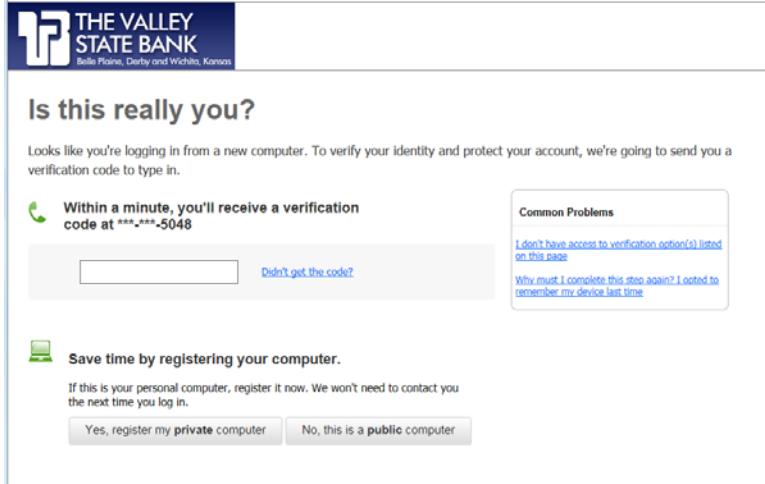 THE VALLEY
STATE BANK
Belle Plaine, Derby and Wichita, Kansas
Is this really you?
Looks like you're logging in from a new computer. To verify your identity and protect your account, we're going to send you a
verification code to type in.
Within a minute, you'll receive a verification
code at ***-***-5048
Didn't get the code?
Common Problems
I don't have access to verification option(s) listed
on this page
Why must I complete this step again? I opted to
remember my device last time
Save time by registering your computer.
If this is your personal computer, register it now. We won't need to contact you
the next time you log in.
Yes, register my private computer
No, this is a public computer